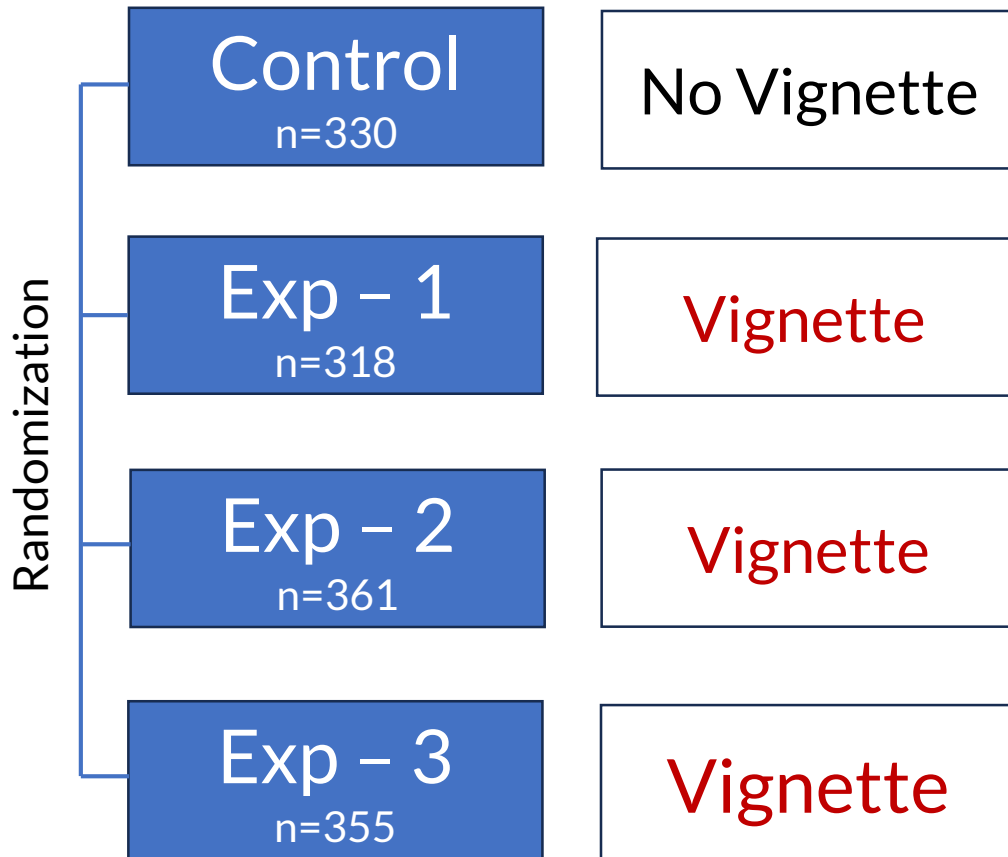 Randomization
Control
n=330
No Vignette
Exp – 1
n=318
Vignette
Exp – 2
n=361
Vignette
Exp – 3
n=355
Vignette